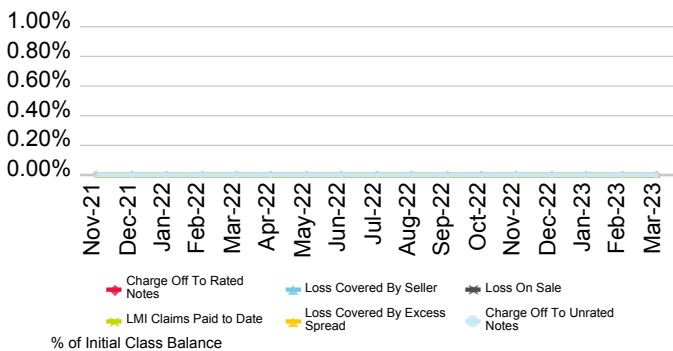 1.00%
0.80%
0.60%
0.40%
0.20%
0.00%
Nov-21
Dec-21
Jan-22
Feb-22
Mar-22
Apr-22
May-22
Jun-22
Jul-22
Aug-22
Sep-22
Oct-22
Nov-22
Dec-22
Jan-23
Feb-23
Mar-23
Charge Off To Rated
Notes
Loss Covered By Seller
Loss On Sale
LMI Claims Paid to Date
Loss Covered By Excess
Spread
Charge Off To Unrated
Notes
% of Initial Class Balance